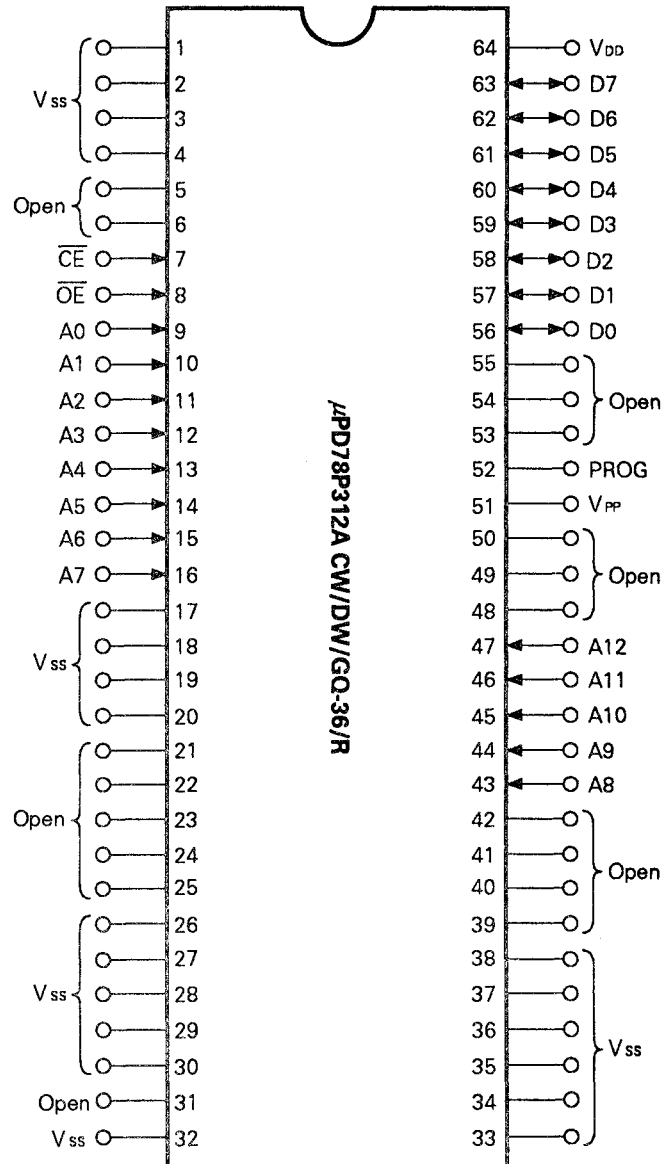 1 64 VDD
2 63 D7
Vss
3 62 D6
4 61 D5
5 60 D4
Open
6 59 D3
CE 7 58 D2
OE 8 57 D1
A0 9 56 D0
A1 10 55
A2 11 54 Open
A3 12 53
A4 13 52 PROG
A5 14 51 VPP
A6 15 50
A7 16 49 Open
17 48
18 47 A12
Vss
19 46 A11
20 45 A10
21 44 A9
22 43 A8
Open 23 42
24 41
Open
25 40
26 39
27 38
Vss 28 37
29 36
Vss
30 35
Open 31 34
Vss 32 33
μPD78P312A CW/DW/GQ-36/R